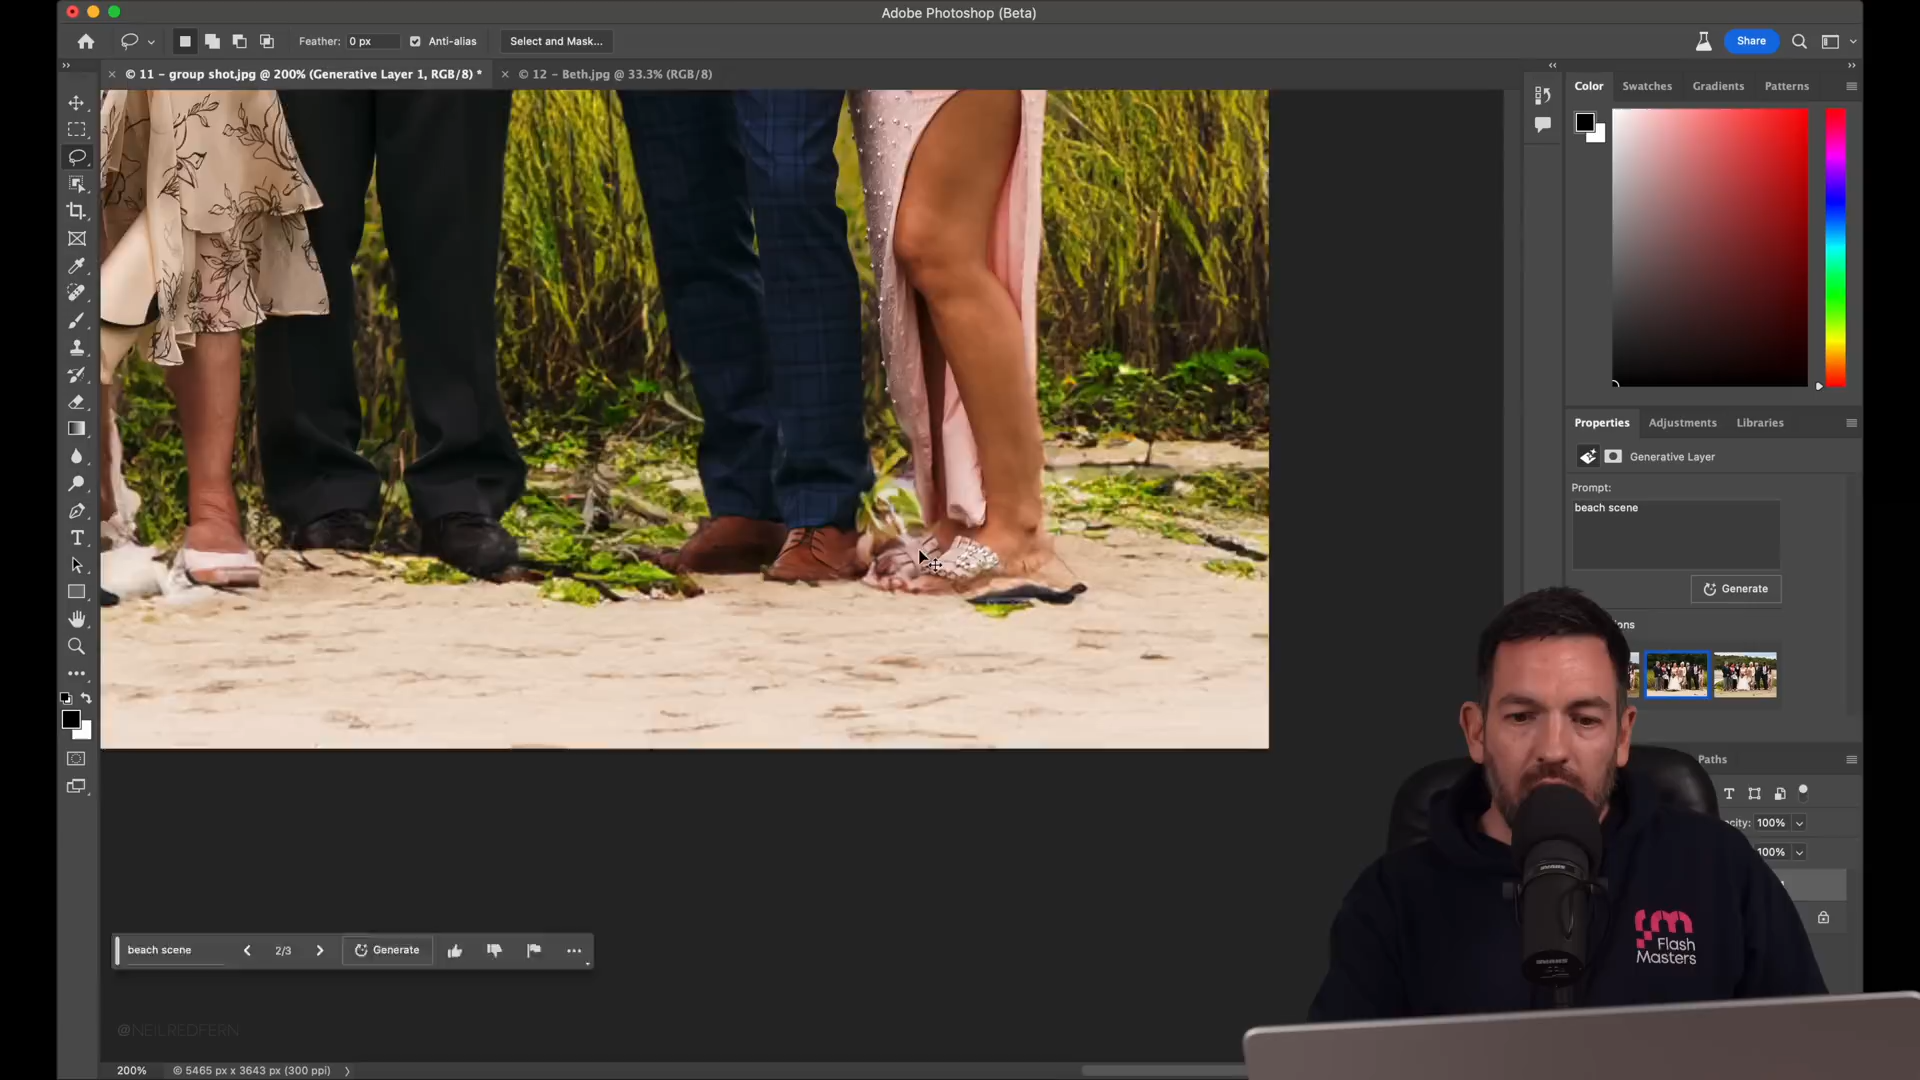 Adobe Photoshop (Beta)
Feather: 0 px
Anti-alias
Select and Mask...
Share
© 11 - group shot.jpg @ 200% (Generative Layer 1, RGB/8) *
© 12 - Beth.jpg @ 33.3% (RGB/8)
Color
Swatches
Gradients
Patterns
Properties
Adjustments
Libraries
Generative Layer
Prompt:
beach scene
Generate
ons
Paths
acity: 100%
100%
Flash
Masters
beach scene
2/3
Generate
@NEILREDFERN
200%
© 5465 px x 3643 px (300 ppi)